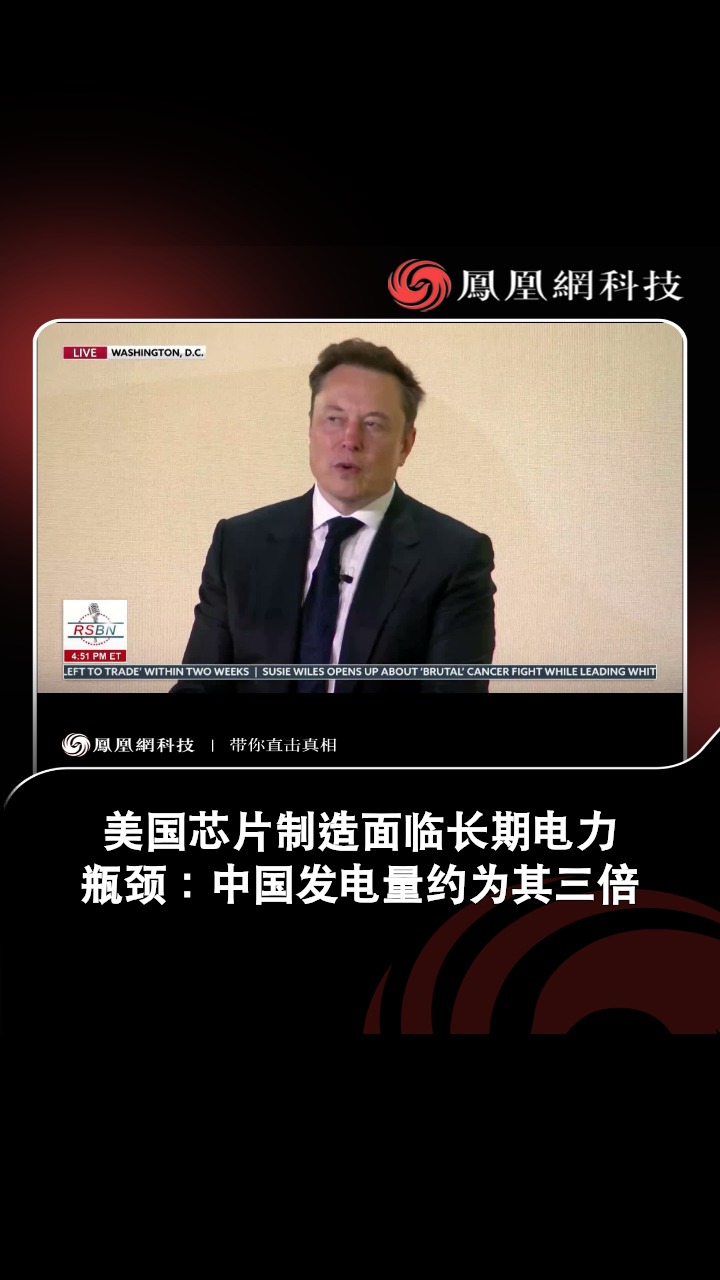 鳳凰網科技
LIVE WASHINGTON, D.C.
RSBN
4:51 PM ET
LEFT TO TRADE' WITHIN TWO WEEKS | SUSIE WILES OPENS UP ABOUT 'BRUTAL' CANCER FIGHT WHILE LEADING WHIT
鳳凰網科技 | 带你直击真相
美国芯片制造面临长期电力
瓶颈：中国发电量约为其三倍